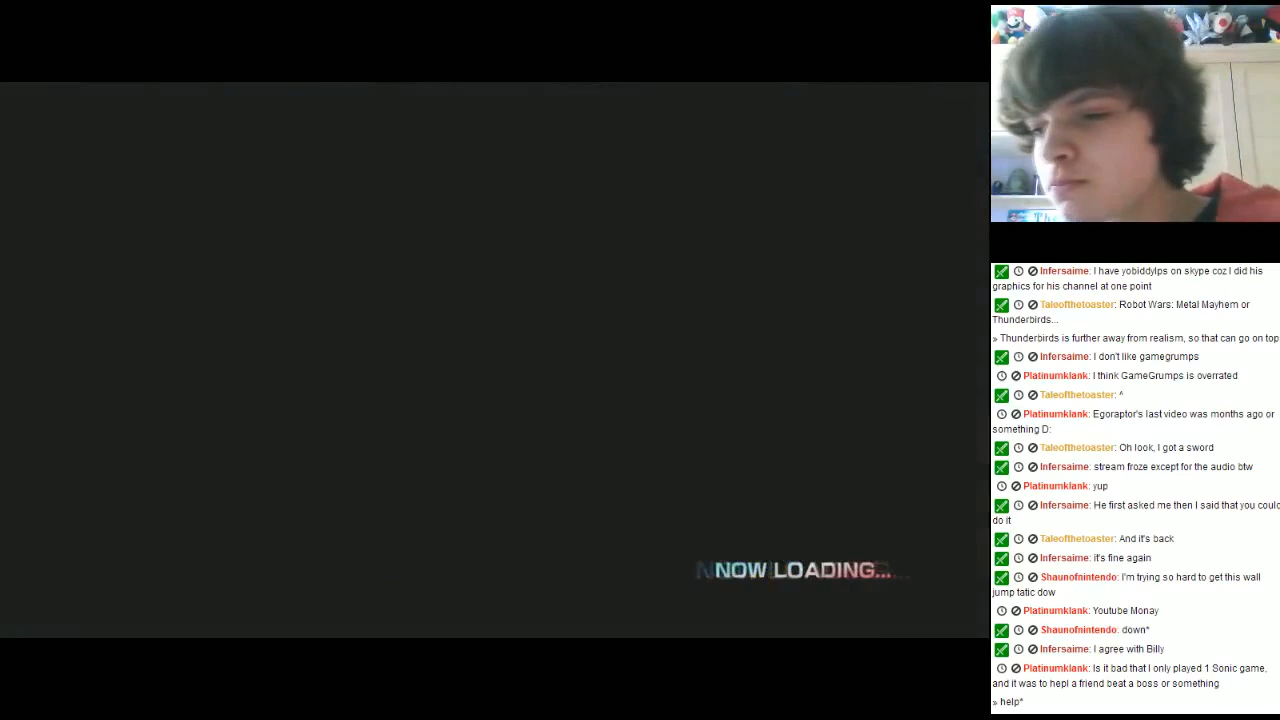 Infersaime: I have yobiddylps on skype coz I did his
graphics for his channel at one point
Taleofthetoaster: Robot Wars: Metal Mayhem or
Thunderbirds...
» Thunderbirds is further away from realism, so that can go on top
Infersaime: I don't like gamegrumps
Platinumklank: I think GameGrumps is overrated
Taleofthetoaster: ^
Platinumklank: Egoraptor's last video was months ago or
something D:
Taleofthetoaster: Oh look, I got a sword
Infersaime: stream froze except for the audio btw
Platinumklank: yup
Infersaime: He first asked me then I said that you could
do it
Taleofthetoaster: And it's back
Infersaime: it's fine again
NOW LOADING...
Shaunofnintendo: I'm trying so hard to get this wall
jump tatic dow
Platinumklank: Youtube Monay
Shaunofnintendo: down*
Infersaime: I agree with Billy
Platinumklank: Is it bad that I only played 1 Sonic game,
and it was to hepl a friend beat a boss or something
» help*